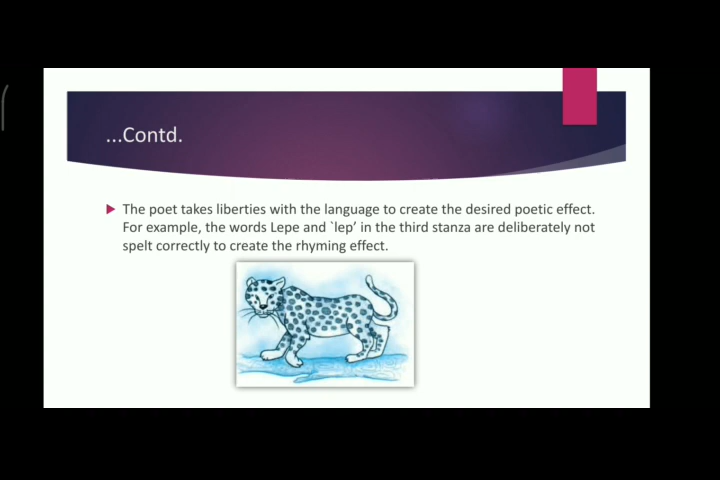 ...Contd.
The poet takes liberties with the language to create the desired poetic effect.
For example, the words Lepe and `lep’ in the third stanza are deliberately not
spelt correctly to create the rhyming effect.